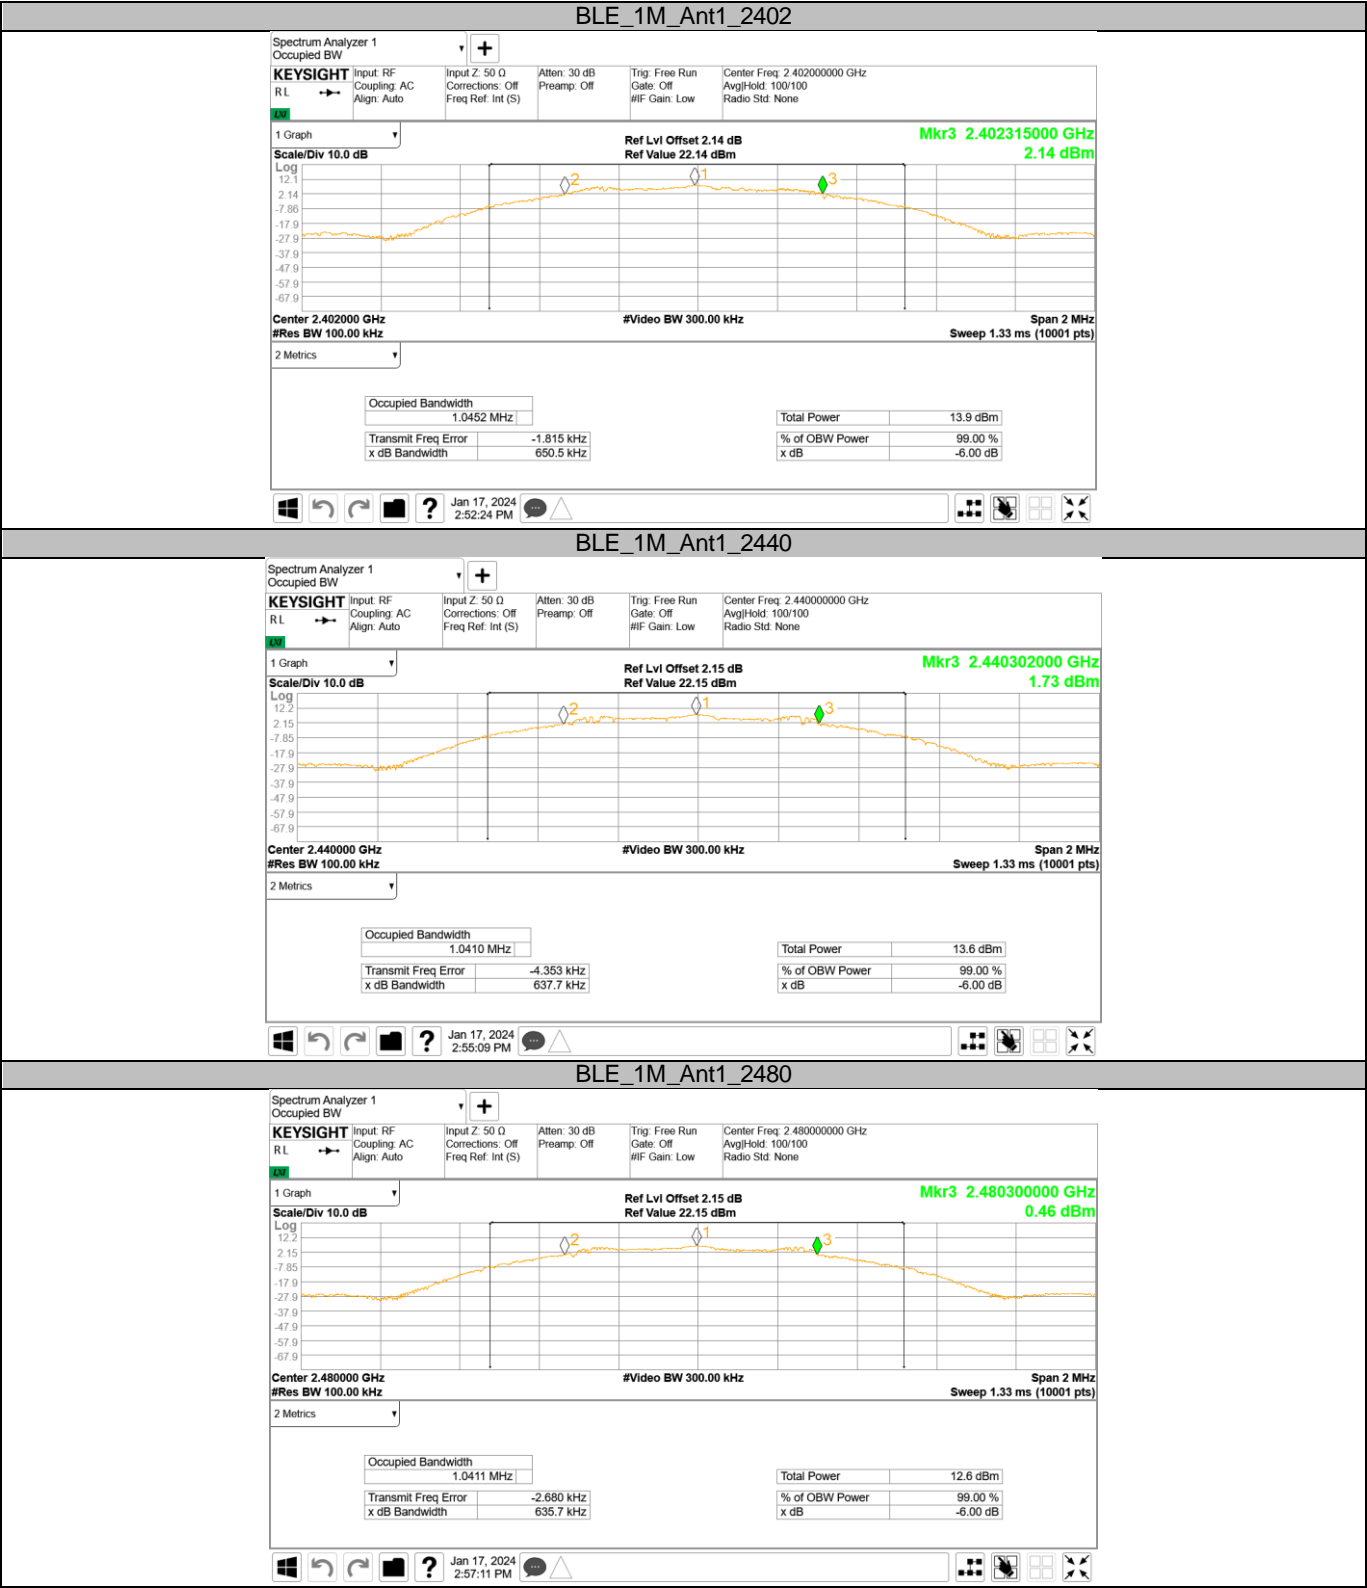 BLE_1M_Ant1_2402
Spectrum Analyzer 1
Occupied BW
+
KEYSIGHT
RL
LXI
Input: RF
Coupling: AC
Align: Auto
Input Z: 50 Ω
Corrections: Off
Freq Ref: Int (S)
Atten: 30 dB
Preamp: Off
Trig: Free Run
Gate: Off
#IF Gain: Low
Center Freq: 2.402000000 GHz
Avg|Hold: 100/100
Radio Std: None
1 Graph
Scale/Div 10.0 dB
Ref Lvl Offset 2.14 dB
Ref Value 22.14 dBm
Mkr3 2.402315000 GHz
2.14 dBm
Log
12.1
2.14
-7.86
-17.9
-27.9
-37.9
-47.9
-57.9
-67.9
2
1
3
Center 2.402000 GHz
#Video BW 300.00 kHz
Span 2 MHz
#Res BW 100.00 kHz
Sweep 1.33 ms (10001 pts)
2 Metrics
Occupied Bandwidth
1.0452 MHz
Total Power 13.9 dBm
Transmit Freq Error -1.815 kHz
% of OBW Power 99.00 %
x dB Bandwidth 650.5 kHz
x dB -6.00 dB
?
Jan 17, 2024
2:52:24 PM
BLE_1M_Ant1_2440
Spectrum Analyzer 1
Occupied BW
+
KEYSIGHT
RL
LXI
Input: RF
Coupling: AC
Align: Auto
Input Z: 50 Ω
Corrections: Off
Freq Ref: Int (S)
Atten: 30 dB
Preamp: Off
Trig: Free Run
Gate: Off
#IF Gain: Low
Center Freq: 2.440000000 GHz
Avg|Hold: 100/100
Radio Std: None
1 Graph
Scale/Div 10.0 dB
Ref Lvl Offset 2.15 dB
Ref Value 22.15 dBm
Mkr3 2.440302000 GHz
1.73 dBm
Log
12.2
2.15
-7.85
-17.9
-27.9
-37.9
-47.9
-57.9
-67.9
2
1
3
Center 2.440000 GHz
#Video BW 300.00 kHz
Span 2 MHz
#Res BW 100.00 kHz
Sweep 1.33 ms (10001 pts)
2 Metrics
Occupied Bandwidth
1.0410 MHz
Total Power 13.6 dBm
Transmit Freq Error -4.353 kHz
% of OBW Power 99.00 %
x dB Bandwidth 637.7 kHz
x dB -6.00 dB
?
Jan 17, 2024
2:55:09 PM
BLE_1M_Ant1_2480
Spectrum Analyzer 1
Occupied BW
+
KEYSIGHT
RL
LXI
Input: RF
Coupling: AC
Align: Auto
Input Z: 50 Ω
Corrections: Off
Freq Ref: Int (S)
Atten: 30 dB
Preamp: Off
Trig: Free Run
Gate: Off
#IF Gain: Low
Center Freq: 2.480000000 GHz
Avg|Hold: 100/100
Radio Std: None
1 Graph
Scale/Div 10.0 dB
Ref Lvl Offset 2.15 dB
Ref Value 22.15 dBm
Mkr3 2.480300000 GHz
0.46 dBm
Log
12.2
2.15
-7.85
-17.9
-27.9
-37.9
-47.9
-57.9
-67.9
2
1
3
Center 2.480000 GHz
#Video BW 300.00 kHz
Span 2 MHz
#Res BW 100.00 kHz
Sweep 1.33 ms (10001 pts)
2 Metrics
Occupied Bandwidth
1.0411 MHz
Total Power 12.6 dBm
Transmit Freq Error -2.680 kHz
% of OBW Power 99.00 %
x dB Bandwidth 635.7 kHz
x dB -6.00 dB
?
Jan 17, 2024
2:57:11 PM